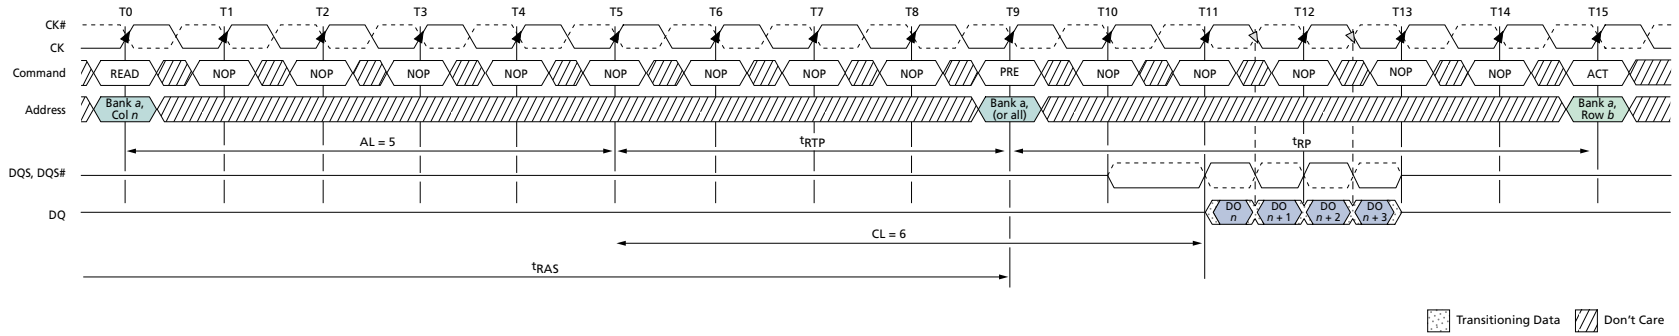 T0 T1 T2 T3 T4 T5 T6 T7 T8 T9 T10 T11 T12 T13 T14 T15
CK#
CK
Command READ NOP NOP NOP NOP NOP NOP NOP NOP PRE NOP NOP NOP NOP NOP ACT
Address Bank a, Col n Bank a, (or all) Bank a, Row b
AL = 5 tRTP tRP
DQS, DQS#
DQ DO n DO n + 1 DO n + 2 DO n + 3
CL = 6
tRAS
Transitioning Data Don't Care